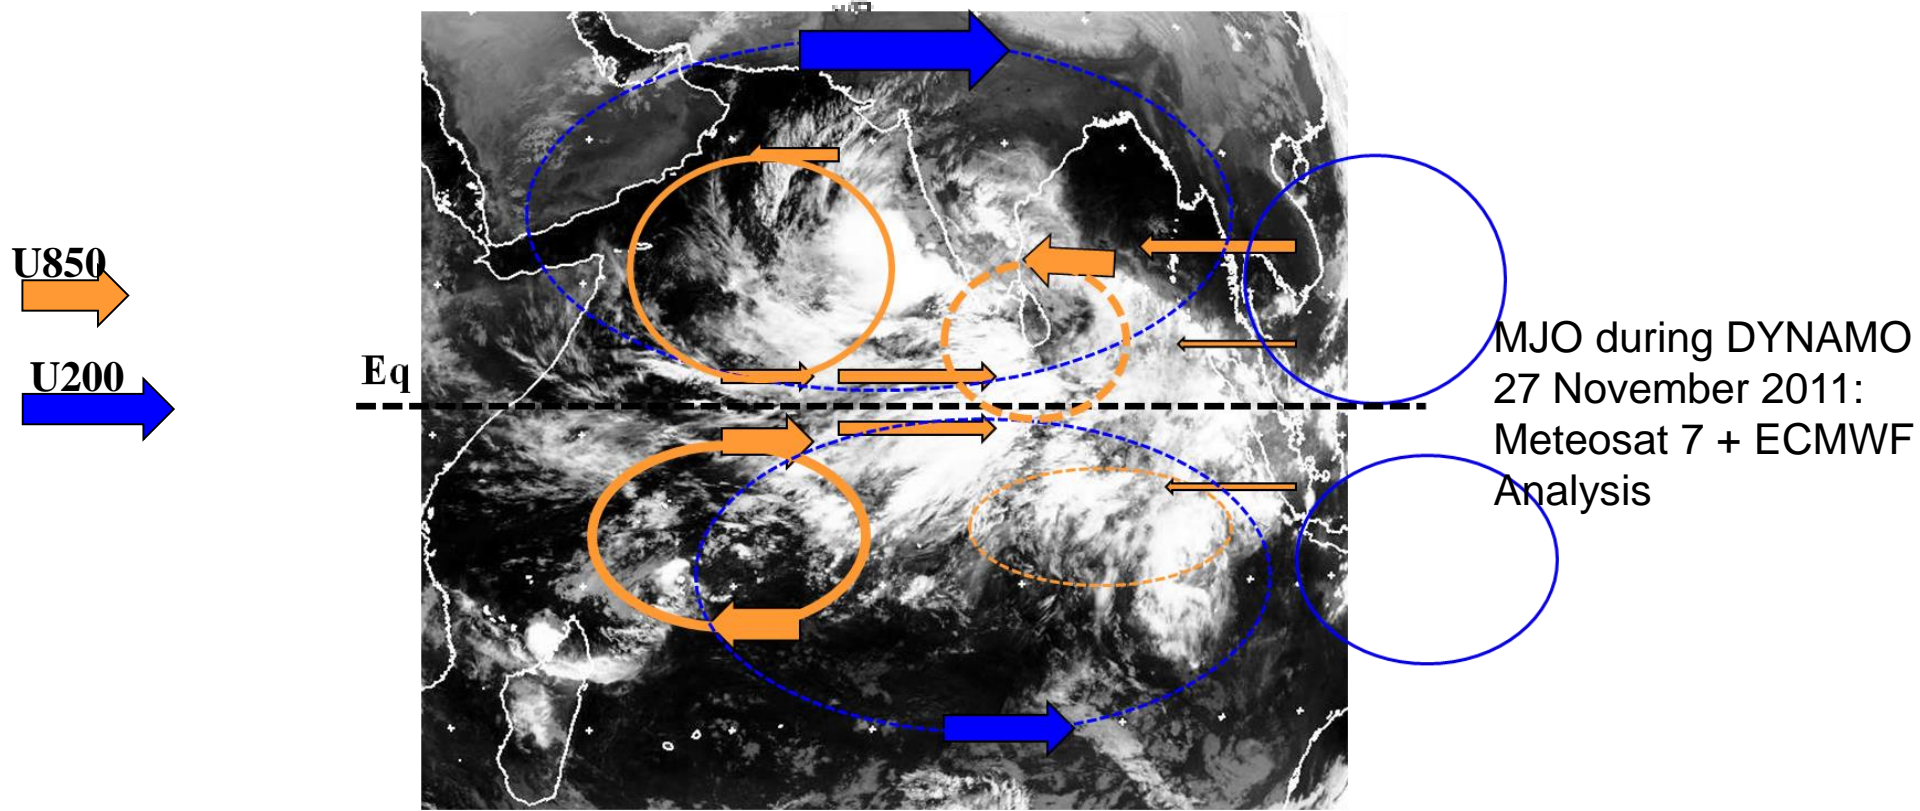 U850
U200
Eq
MJO during DYNAMO
27 November 2011:
Meteosat 7 + ECMWF
Analysis